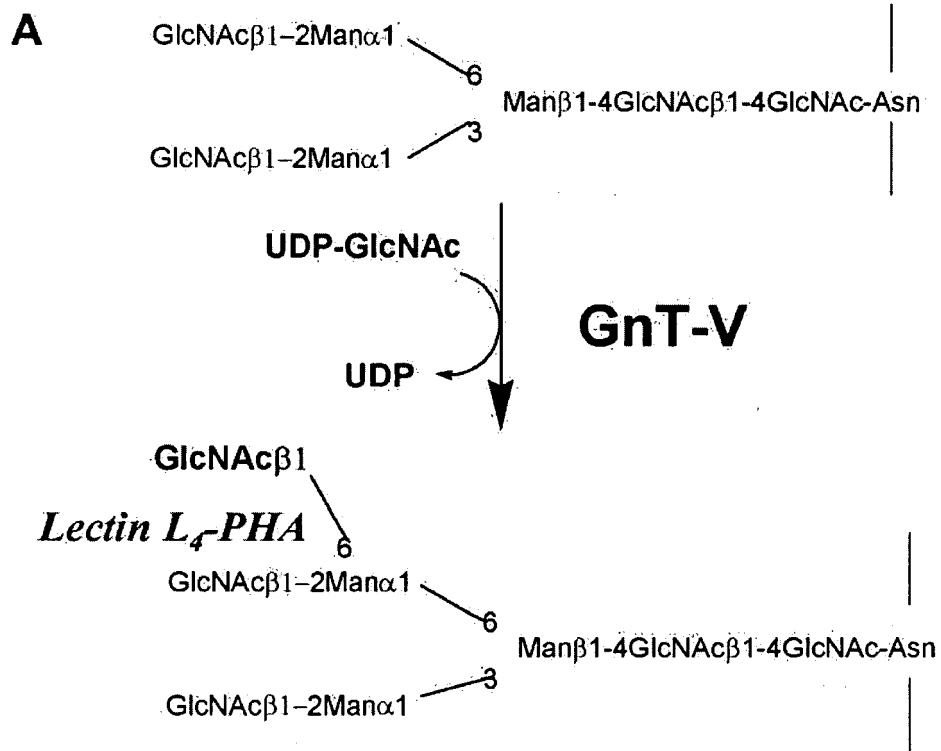 A
GlcNAcβ1–2Manα1
6
Manβ1-4GlcNAcβ1-4GlcNAc-Asn
3
GlcNAcβ1–2Manα1
UDP-GlcNAc
GnT-V
UDP
GlcNAcβ1
Lectin L4-PHA
6
GlcNAcβ1–2Manα1
6
Manβ1-4GlcNAcβ1-4GlcNAc-Asn
3
GlcNAcβ1–2Manα1